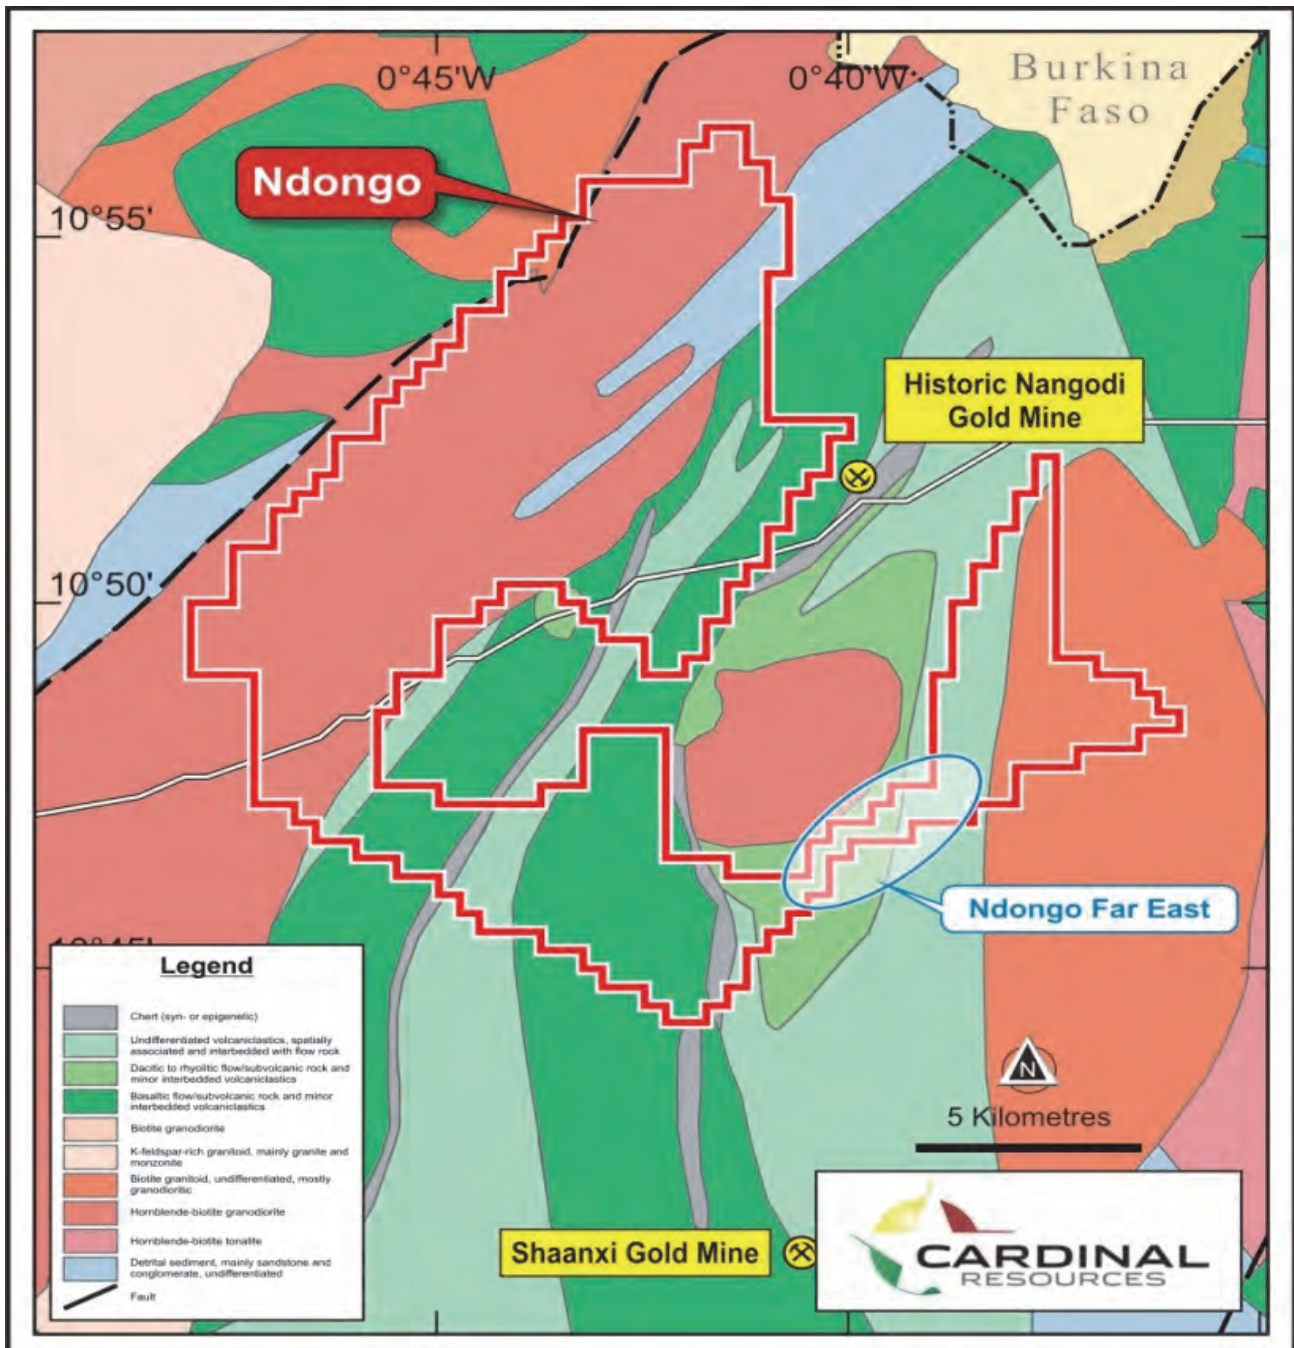 0°45'W
0°40'W
Burkina
Faso
Ndongo
10°55'
Historic Nangodi
Gold Mine
10°50'
Ndongo Far East
10°45'
Legend
Chert (syn- or epigenetic)
Undifferentiated volcaniclastics, spatially
associated and interbedded with flow rock
Dacitic to rhyolitic flow/subvolcanic rock and
minor interbedded volcaniclastics
Basaltic flow/subvolcanic rock and minor
interbedded volcaniclastics
Biotite granodiorite
K-feldspar-rich granitoid, mainly granite and
monzonite
Biotite granitoid, undifferentiated, mostly
granodioritic
Hornblende-biotite granodiorite
Hornblende-biotite tonalite
Detrital sediment, mainly sandstone and
conglomerate, undifferentiated
Fault
N
5 Kilometres
Shaanxi Gold Mine
CARDINAL
RESOURCES